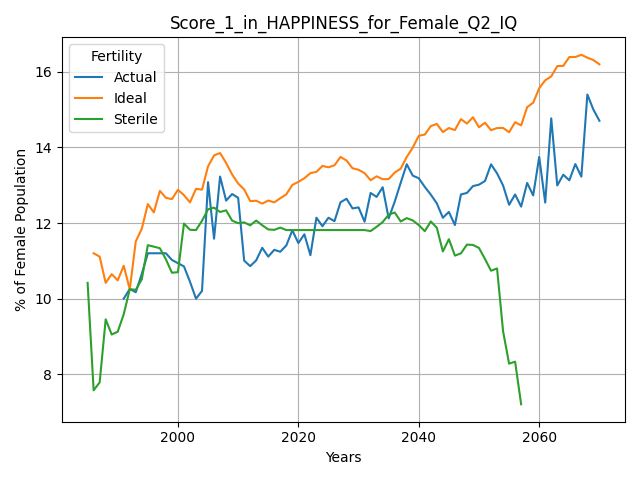 Score_1_in_HAPPINESS_for_Female_Q2_IQ
Fertility
Actual
Ideal
Sterile
% of Female Population
16
14
12
10
8
2000 2020 2040 2060
Years